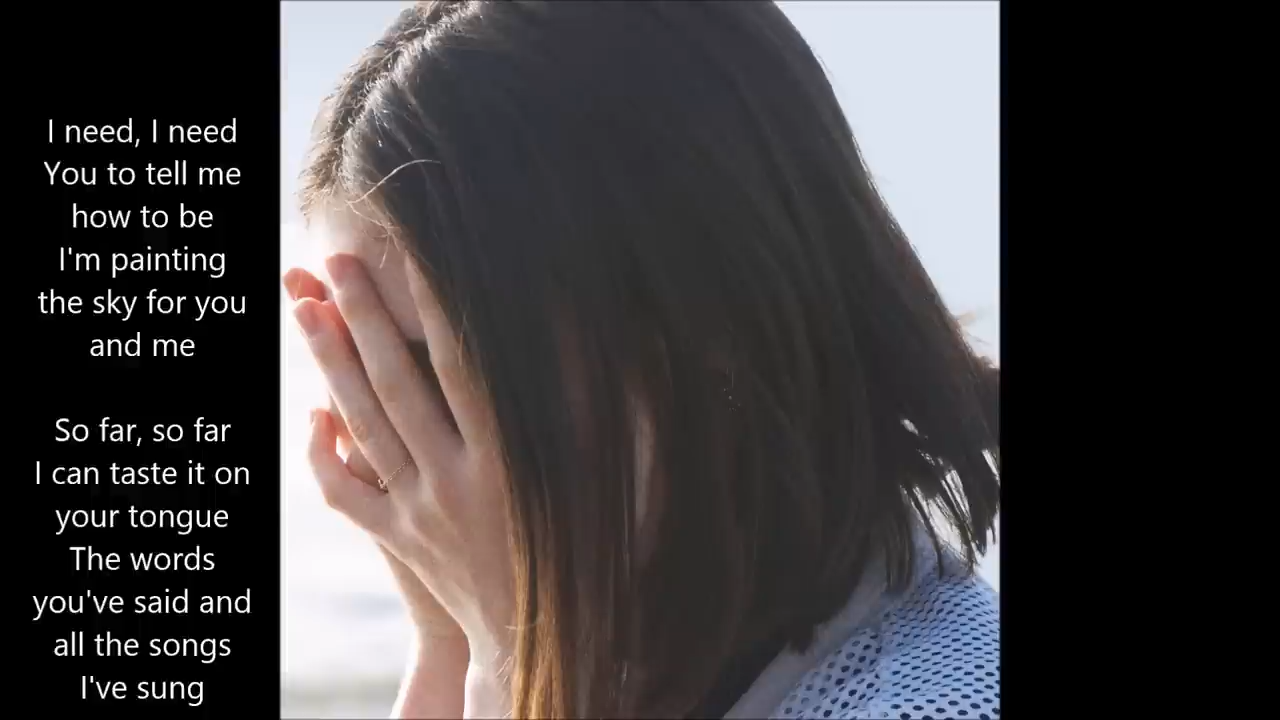 I need, I need
You to tell me
how to be
I'm painting
the sky for you
and me
So far, so far
I can taste it on
your tongue
The words
you've said and
all the songs
I've sung